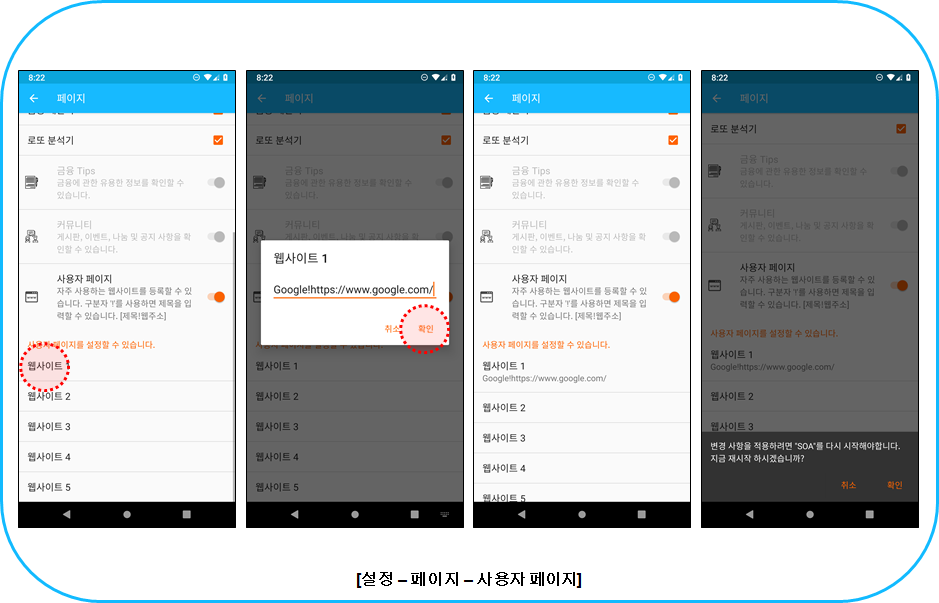 8:22
페이지
로또 분석기
금융 Tips
금융에 관한 유용한 정보를 확인할 수
있습니다.
커뮤니티
게시판, 이벤트, 나눔 및 공지 사항을 확
인할 수 있습니다.
사용자 페이지
자주 사용하는 웹사이트를 등록할 수 있
습니다. 구분자 '!'를 사용하면 제목을 입
력할 수 있습니다. [제목!웹주소]
사용자 페이지를 설정할 수 있습니다.
웹사이트
웹사이트 2
웹사이트 3
웹사이트 4
웹사이트 5
8:22
페이지
로또 분석기
금융 Tips
금융에 관한 유용한 정보를 확인할 수
있습니다.
커뮤니티
게시판, 이벤트, 나눔 및 공지 사항을 확
웹사이트 1
Google!https://www.google.com/
취소
확인
사용자 페이지를 설정할 수 있습니다.
웹사이트 1
웹사이트 2
웹사이트 3
웹사이트 4
웹사이트 5
8:22
페이지
로또 분석기
금융 Tips
금융에 관한 유용한 정보를 확인할 수
있습니다.
커뮤니티
게시판, 이벤트, 나눔 및 공지 사항을 확
인할 수 있습니다.
사용자 페이지
자주 사용하는 웹사이트를 등록할 수 있
습니다. 구분자 '!'를 사용하면 제목을 입
력할 수 있습니다. [제목!웹주소]
사용자 페이지를 설정할 수 있습니다.
웹사이트 1
Google!https://www.google.com/
웹사이트 2
웹사이트 3
웹사이트 4
웹사이트 5
8:22
페이지
로또 분석기
금융 Tips
금융에 관한 유용한 정보를 확인할 수
있습니다.
커뮤니티
게시판, 이벤트, 나눔 및 공지 사항을 확
인할 수 있습니다.
사용자 페이지
자주 사용하는 웹사이트를 등록할 수 있
습니다. 구분자 '!'를 사용하면 제목을 입
력할 수 있습니다. [제목!웹주소]
사용자 페이지를 설정할 수 있습니다.
웹사이트 1
Google!https://www.google.com/
웹사이트 2
웹사이트 3
변경 사항을 적용하려면 "SOA"를 다시 시작해야합니다.
지금 재시작 하시겠습니까?
취소
확인
[설정 – 페이지 – 사용자 페이지]